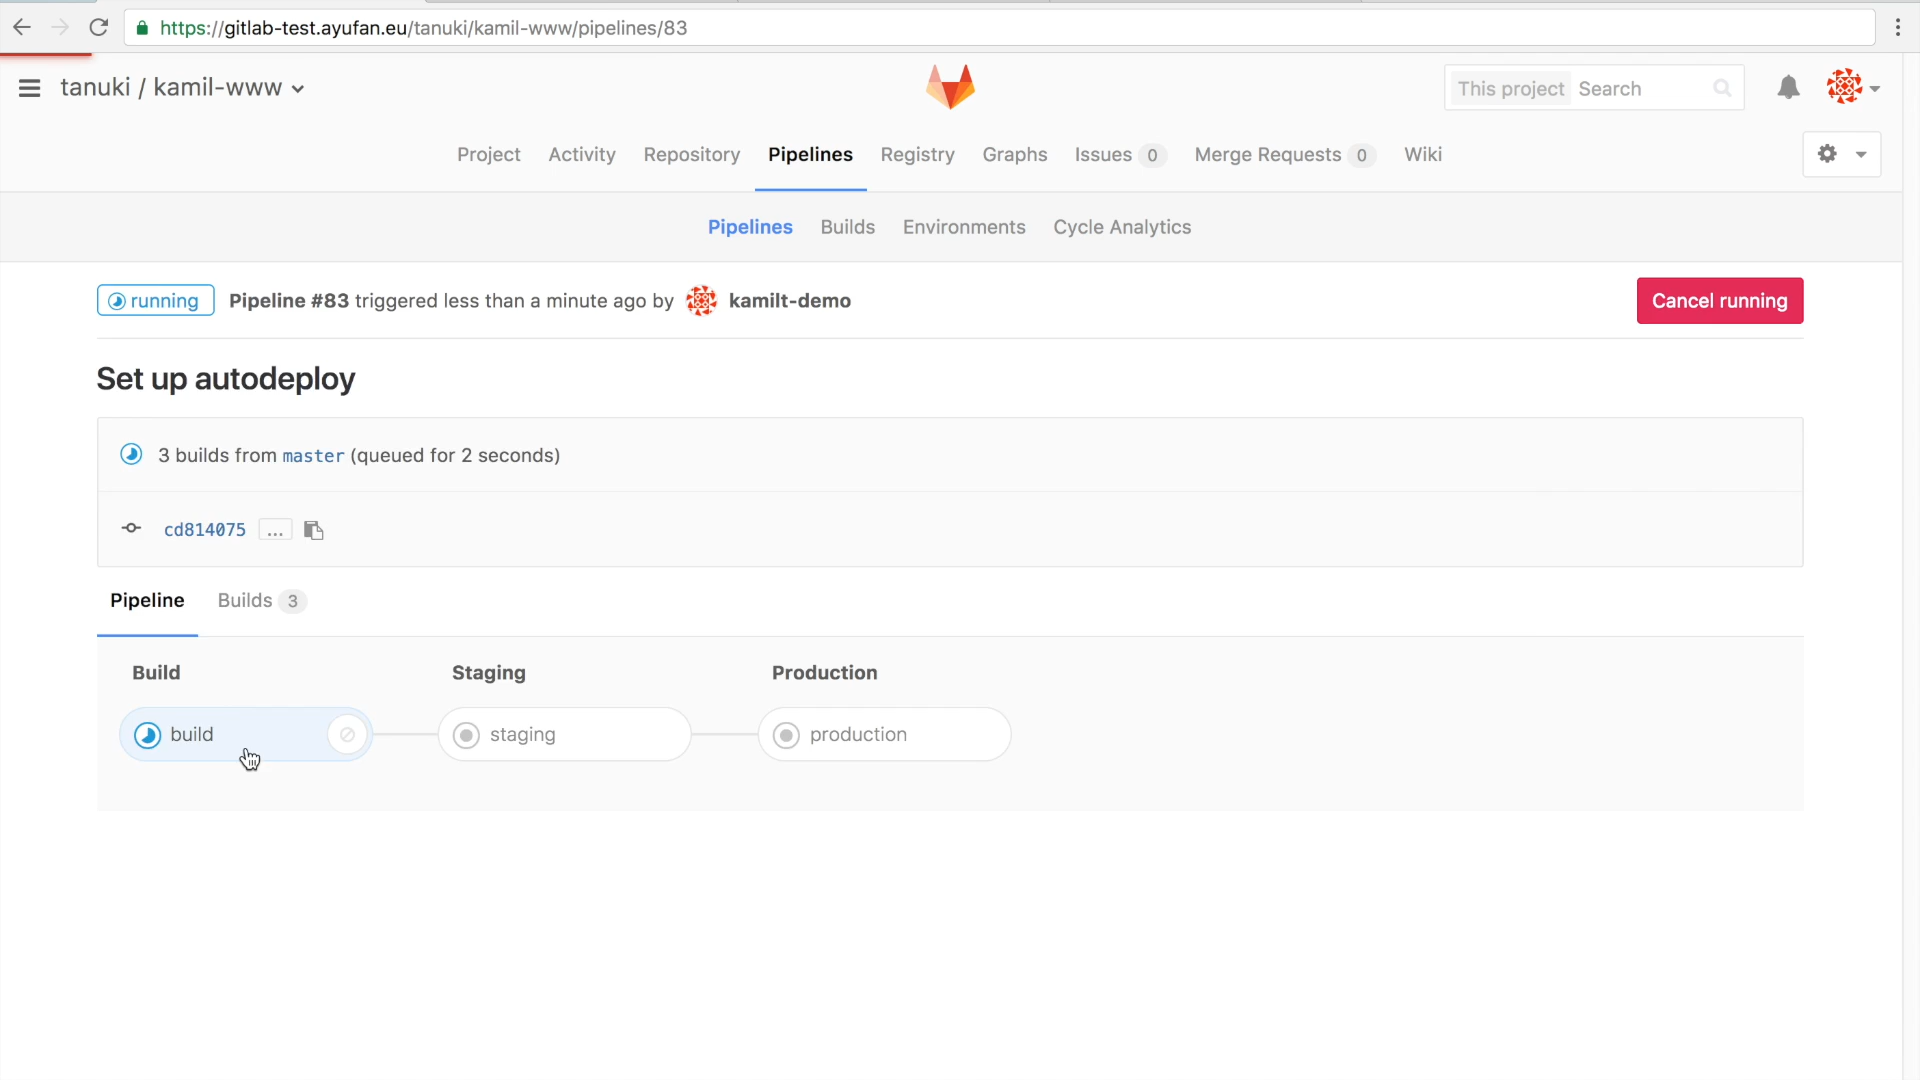 https://gitlab-test.ayufan.eu/tanuki/kamil-www/pipelines/83
tanuki / kamil-www
This project Search
Project Activity Repository Pipelines Registry Graphs Issues 0 Merge Requests 0 Wiki
Pipelines Builds Environments Cycle Analytics
running Pipeline #83 triggered less than a minute ago by kamilt-demo Cancel running
Set up autodeploy
3 builds from master (queued for 2 seconds)
cd814075 ...
Pipeline Builds 3
Build Staging Production
build staging production